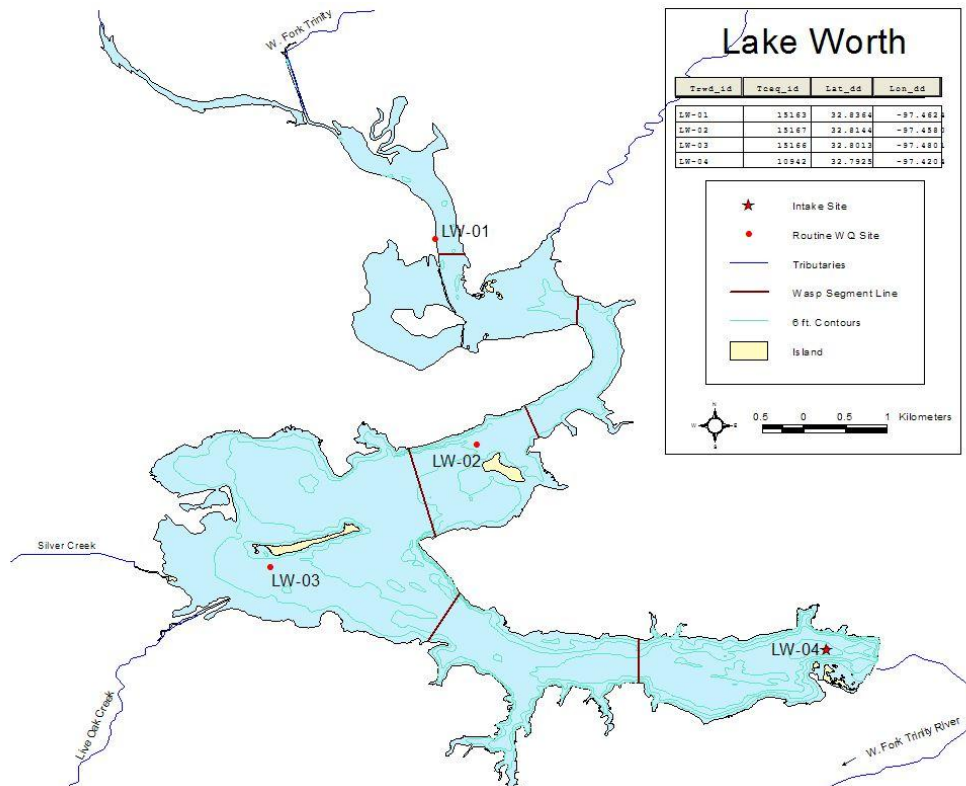 W. Fork Trinity
Lake Worth
Trwd_id Tceq_id Lat_dd Lon_dd
LW-01 15163 32.8364 -97.4624
LW-02 15167 32.8144 -97.4580
LW-03 15166 32.8013 -97.4801
LW-04 10942 32.7925 -97.4204
Intake Site
Routine WQ Site
Tributaries
Wasp Segment Line
6 ft. Contours
Island
N
W E
S
0.5 0 0.5 1 Kilometers
LW-01
LW-02
Silver Creek
LW-03
LW-04
Live Oak Creek
W. Fork Trinity River